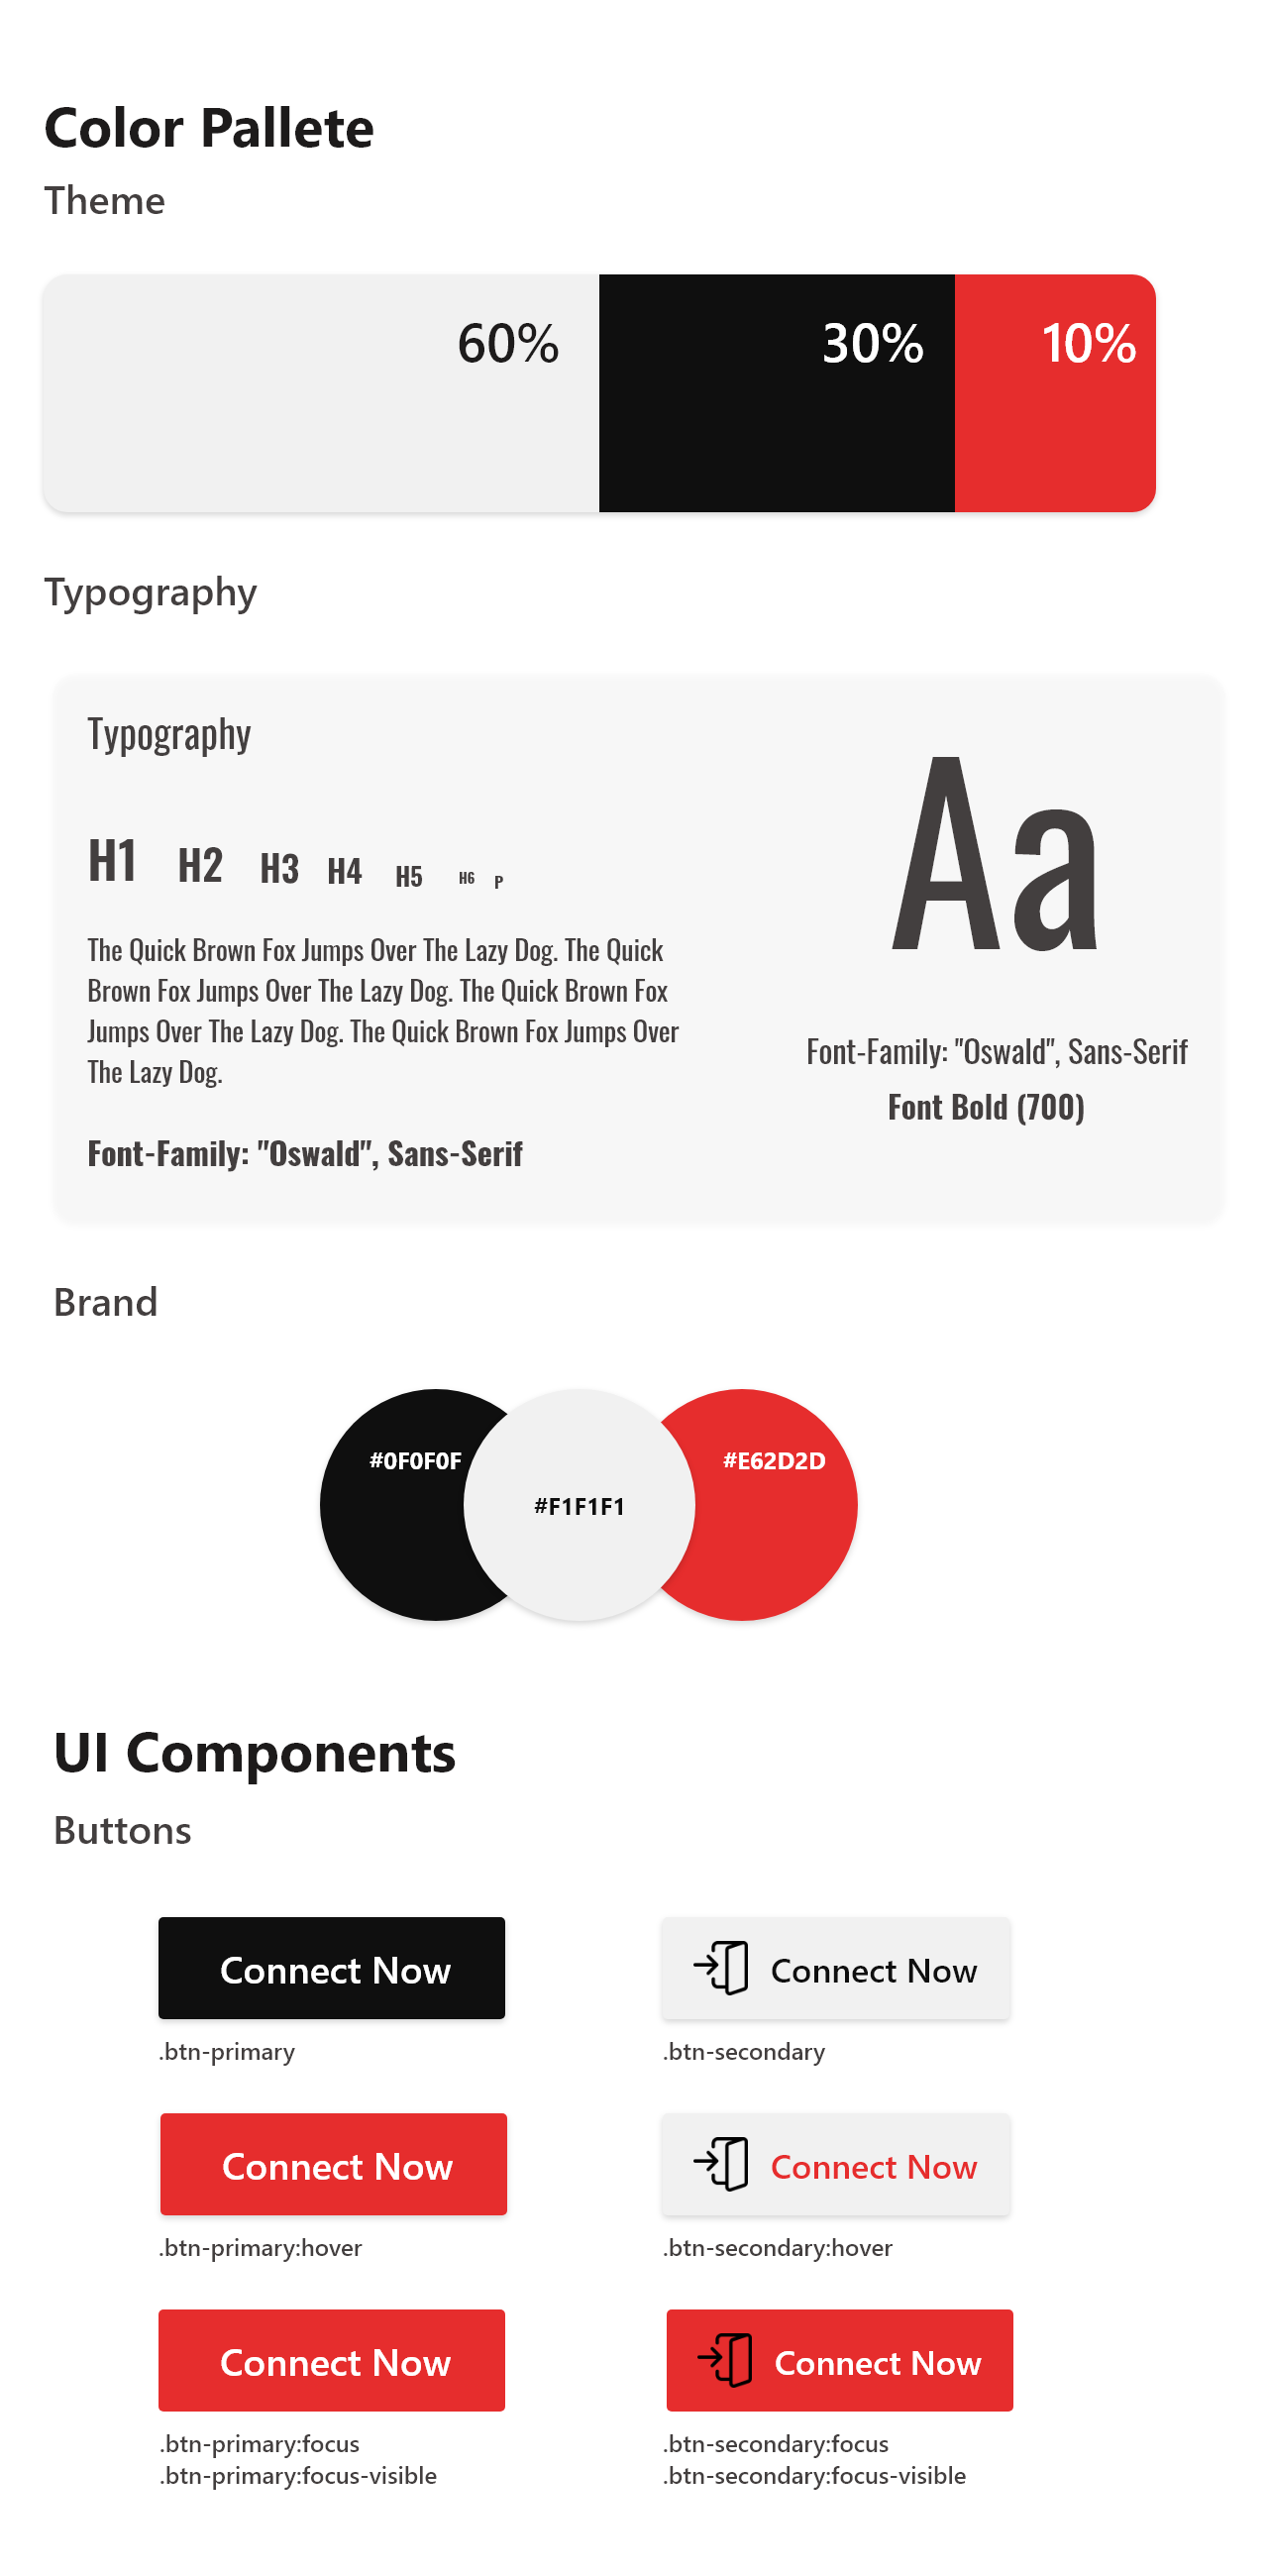 Color Pallete
Theme
60% 30% 10%
Typography
Typography
Aa
H1 H2 H3 H4 H5 H6 P
The Quick Brown Fox Jumps Over The Lazy Dog. The Quick
Brown Fox Jumps Over The Lazy Dog. The Quick Brown Fox
Jumps Over The Lazy Dog. The Quick Brown Fox Jumps Over
The Lazy Dog.
Font-Family: "Oswald", Sans-Serif
Font-Family: "Oswald", Sans-Serif
Font Bold (700)
Brand
#0F0F0F
#F1F1F1
#E62D2D
UI Components
Buttons
Connect Now
.btn-primary
Connect Now
.btn-secondary
Connect Now
.btn-primary:hover
Connect Now
.btn-secondary:hover
Connect Now
.btn-primary:focus
.btn-primary:focus-visible
Connect Now
.btn-secondary:focus
.btn-secondary:focus-visible